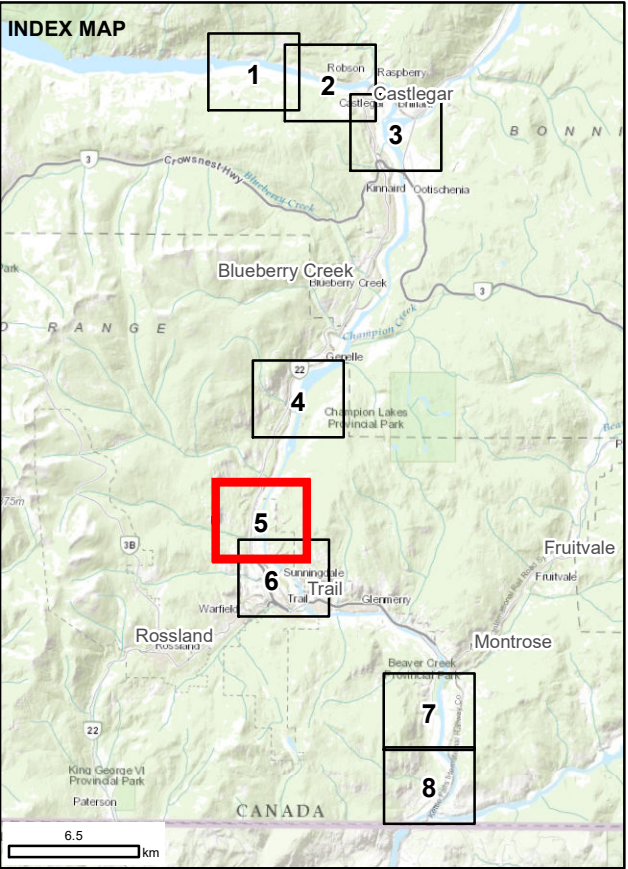 INDEX MAP
1
2
Robson
Raspberry
Castlegar
Castlegar
3
BONNI
3
Crowsnest Hwy
Blueberry Creek
Kinnaird
Ootischenia
Blueberry Creek
Blueberry Creek
3
Park
O RANGE
Champion Creek
Genelle
22
4
Champion Lakes
Provincial Park
Bea
P
975m
5
3B
Fruitvale
Fruitvale
6
Sunningdale
Trail
Trail
Warfield
Glenmerry
Rossland
Rossland
Montrose
Beaver Creek
Provincial Park
7
22
King George VI
Provincial Park
Paterson
8
CANADA
6.5
km